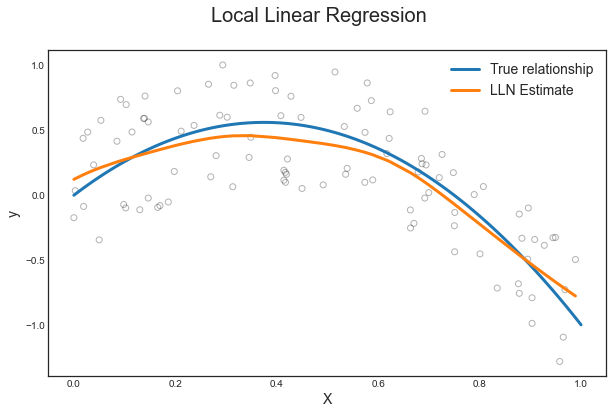 Local Linear Regression
True relationship
LLN Estimate
y
1.0
0.5
0.0
−0.5
−1.0
0.0 0.2 0.4 0.6 0.8 1.0
X